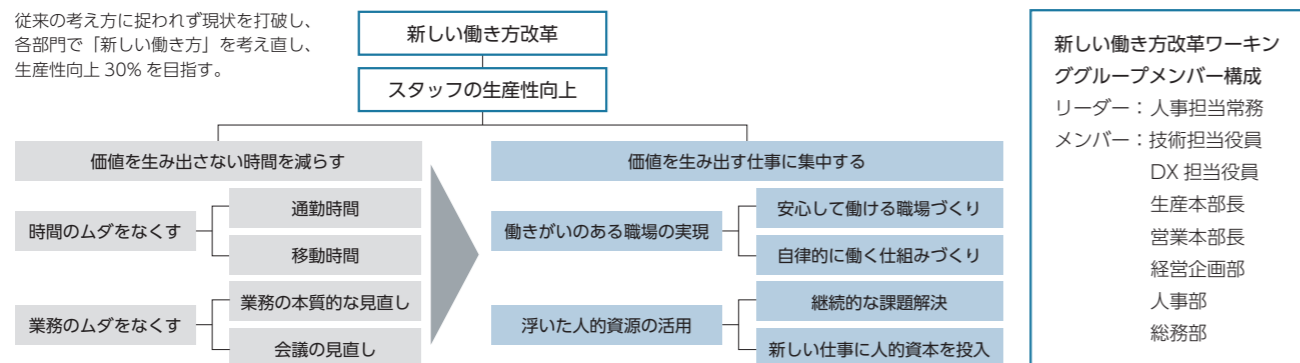 従来の考え方に捉われず現状を打破し、
各部門で「新しい働き方」を考え直し、
生産性向上 30% を目指す。
新しい働き方改革
スタッフの生産性向上
価値を生み出さない時間を減らす
時間のムダをなくす
通勤時間
移動時間
業務のムダをなくす
業務の本質的な見直し
会議の見直し
価値を生み出す仕事に集中する
働きがいのある職場の実現
安心して働ける職場づくり
自律的に働く仕組みづくり
浮いた人的資源の活用
継続的な課題解決
新しい仕事に人的資本を投入
新しい働き方改革ワーキン
ググループメンバー構成
リーダー：人事担当常務
メンバー：技術担当役員
DX 担当役員
生産本部長
営業本部長
経営企画部
人事部
総務部